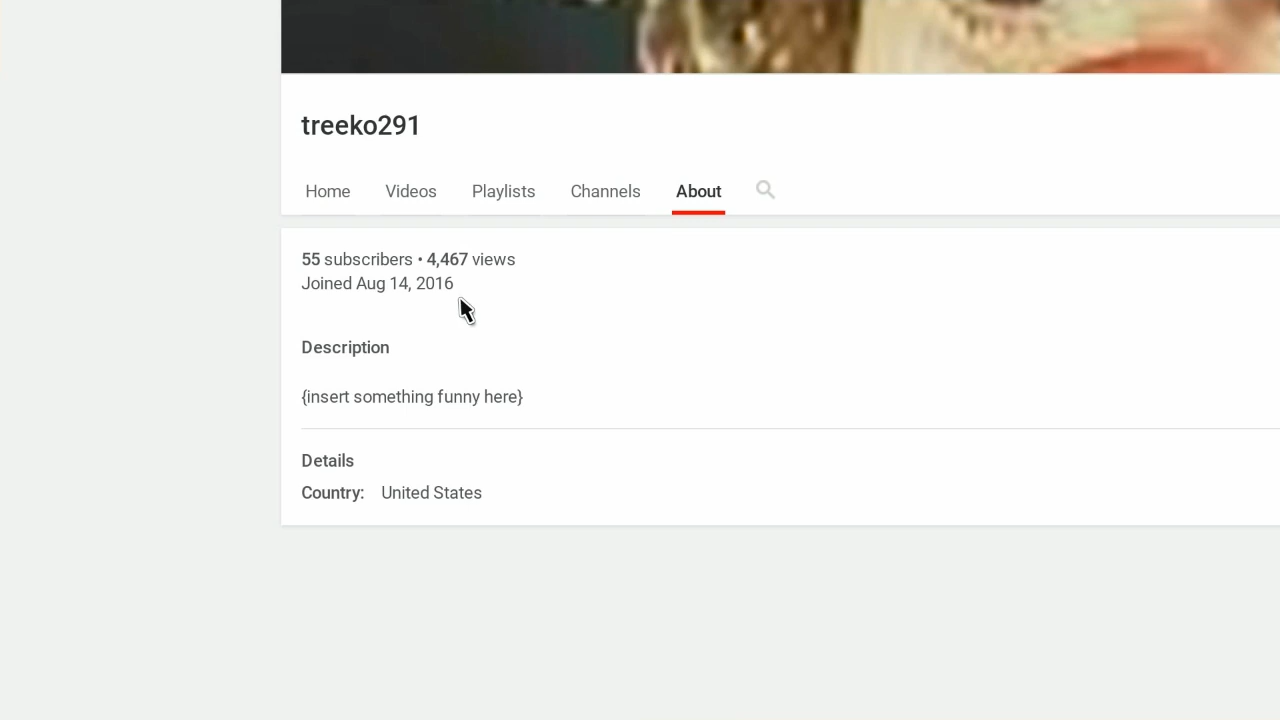 treeko291
Home Videos Playlists Channels About
55 subscribers • 4,467 views
Joined Aug 14, 2016
Description
{insert something funny here}
Details
Country: United States